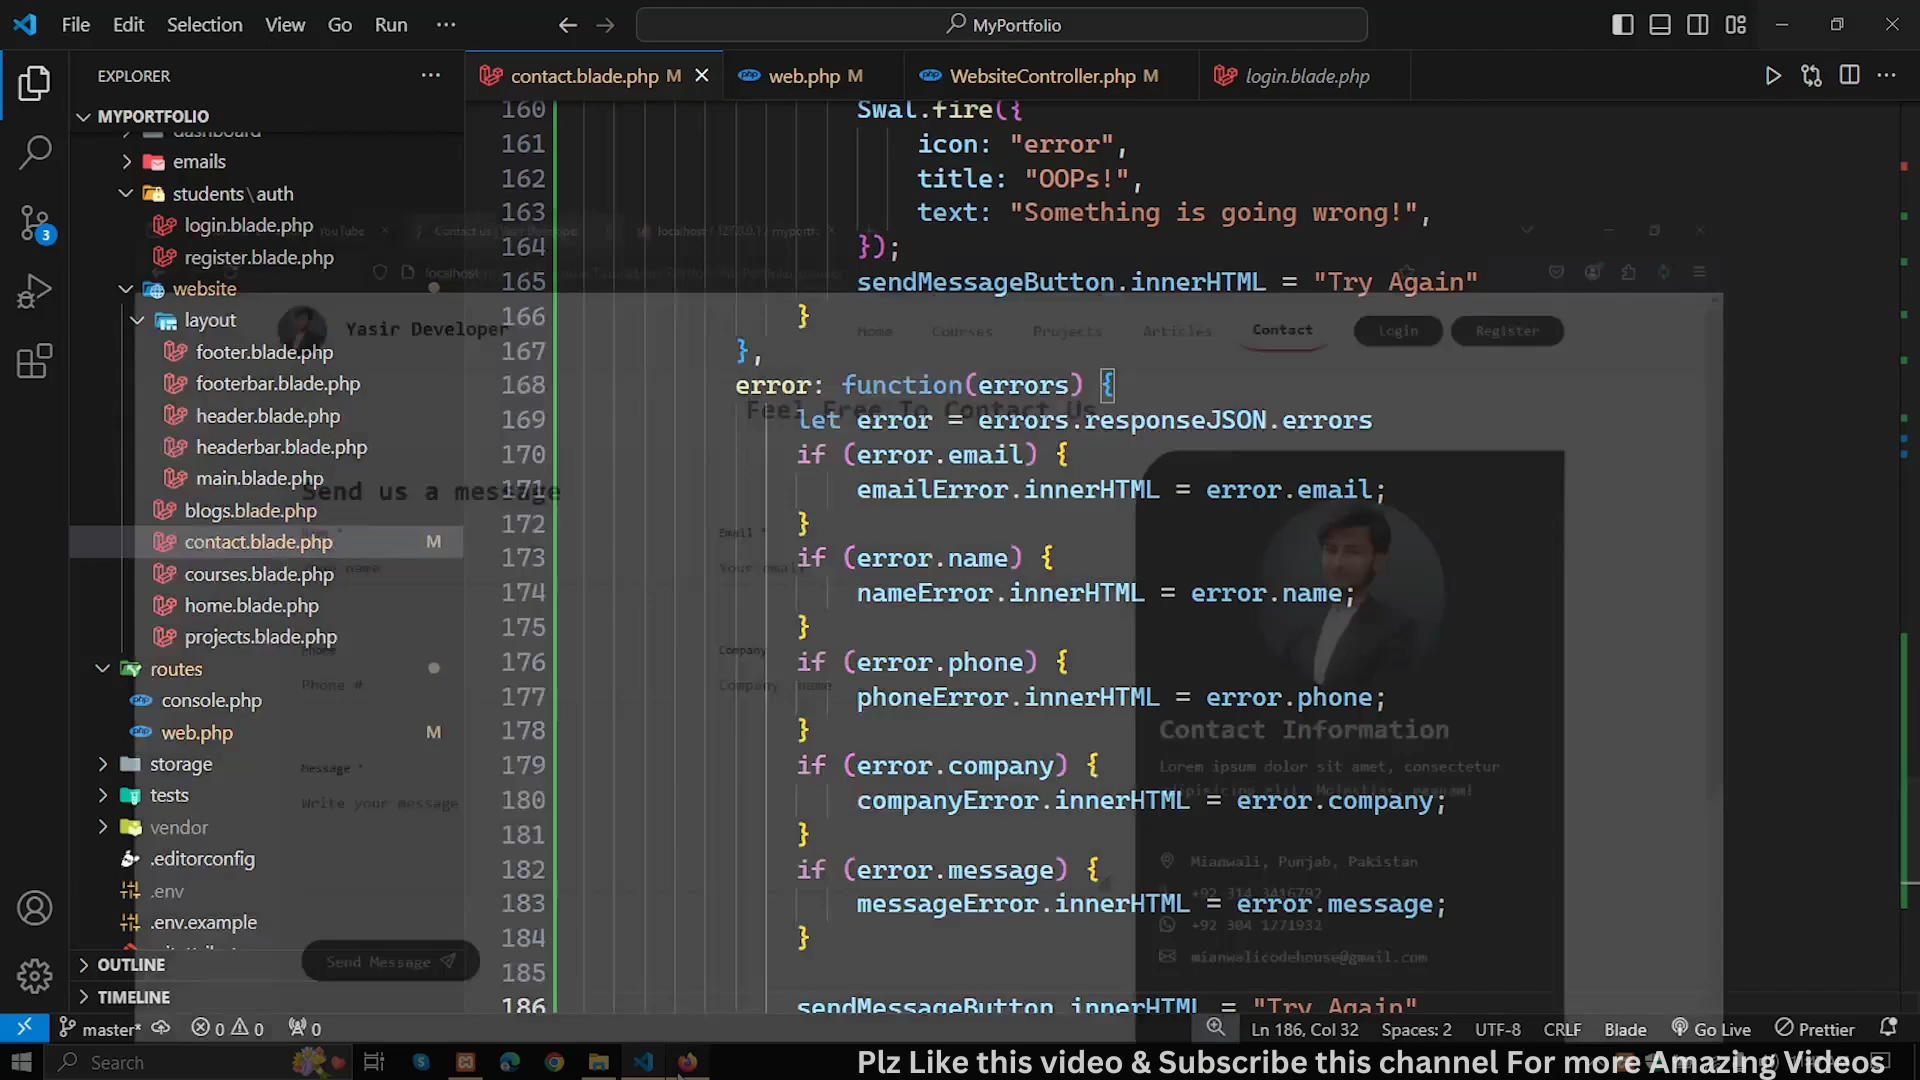 File Edit Selection View Go Run ···
MyPortfolio
EXPLORER
MYPORTFOLIO
dashboard
emails
students\auth
login.blade.php
register.blade.php
website
layout
footer.blade.php
footerbar.blade.php
header.blade.php
headerbar.blade.php
main.blade.php
blogs.blade.php
contact.blade.php M
courses.blade.php
home.blade.php
projects.blade.php
routes
console.php
web.php M
storage
tests
vendor
.editorconfig
.env
.env.example
OUTLINE
TIMELINE
3
contact.blade.php M
web.php M
WebsiteController.php M
login.blade.php
160 Swal.fire({
161 icon: "error",
162 title: "OOPs!",
163 text: "Something is going wrong!",
164 });
165 sendMessageButton.innerHTML = "Try Again"
166 }
167 },
168 error: function(errors) {
169 let error = errors.responseJSON.errors
170 if (error.email) {
171 emailError.innerHTML = error.email;
172 }
173 if (error.name) {
174 nameError.innerHTML = error.name;
175 }
176 if (error.phone) {
177 phoneError.innerHTML = error.phone;
178 }
179 if (error.company) {
180 companyError.innerHTML = error.company;
181 }
182 if (error.message) {
183 messageError.innerHTML = error.message;
184 }
185
186 sendMessageButton.innerHTML = "Try Again"
YouTube
Contact us
localhost / 127.0.0.1 / myportfo
localhost
Yasir Developer
Home Courses Projects Articles Contact Login Register
Feel Free To Contact Us
Send us a message
Email *
Your email
Phone
Phone #
Company
Company name
Message *
Write your message
Send Message
Contact Information
Lorem ipsum dolor sit amet, consectetur
Mianwali, Punjab, Pakistan
+92 314 3416792
+92 304 1771932
mianwalicodehouse@gmail.com
master* 0 0 0
Ln 186, Col 32 Spaces: 2 UTF-8 CRLF Blade Go Live Prettier
Search
Plz Like this video & Subscribe this channel For more Amazing Videos